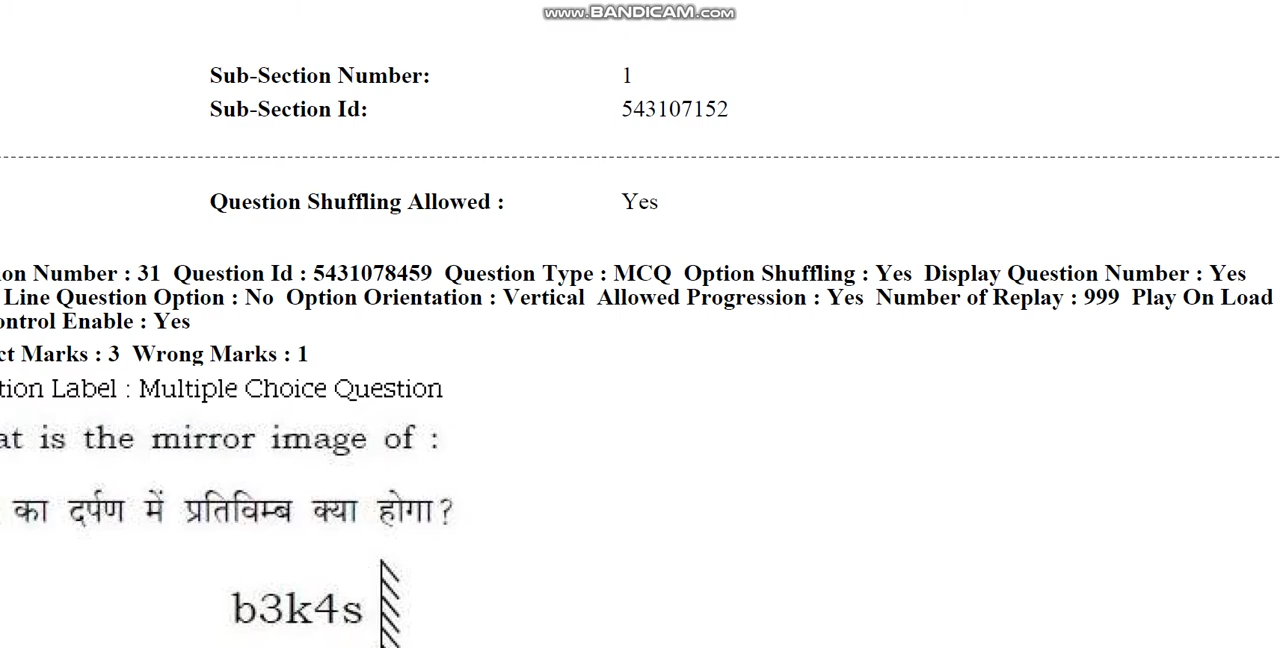 www.BANDICAM.com
Sub-Section Number: 1
Sub-Section Id: 543107152
Question Shuffling Allowed : Yes
on Number : 31 Question Id : 5431078459 Question Type : MCQ Option Shuffling : Yes Display Question Number : Yes
Line Question Option : No Option Orientation : Vertical Allowed Progression : Yes Number of Replay : 999 Play On Load
ontrol Enable : Yes
ct Marks : 3 Wrong Marks : 1
tion Label : Multiple Choice Question
at is the mirror image of :
का दर्पण में प्रतिविम्ब क्या होगा?
b3k4s